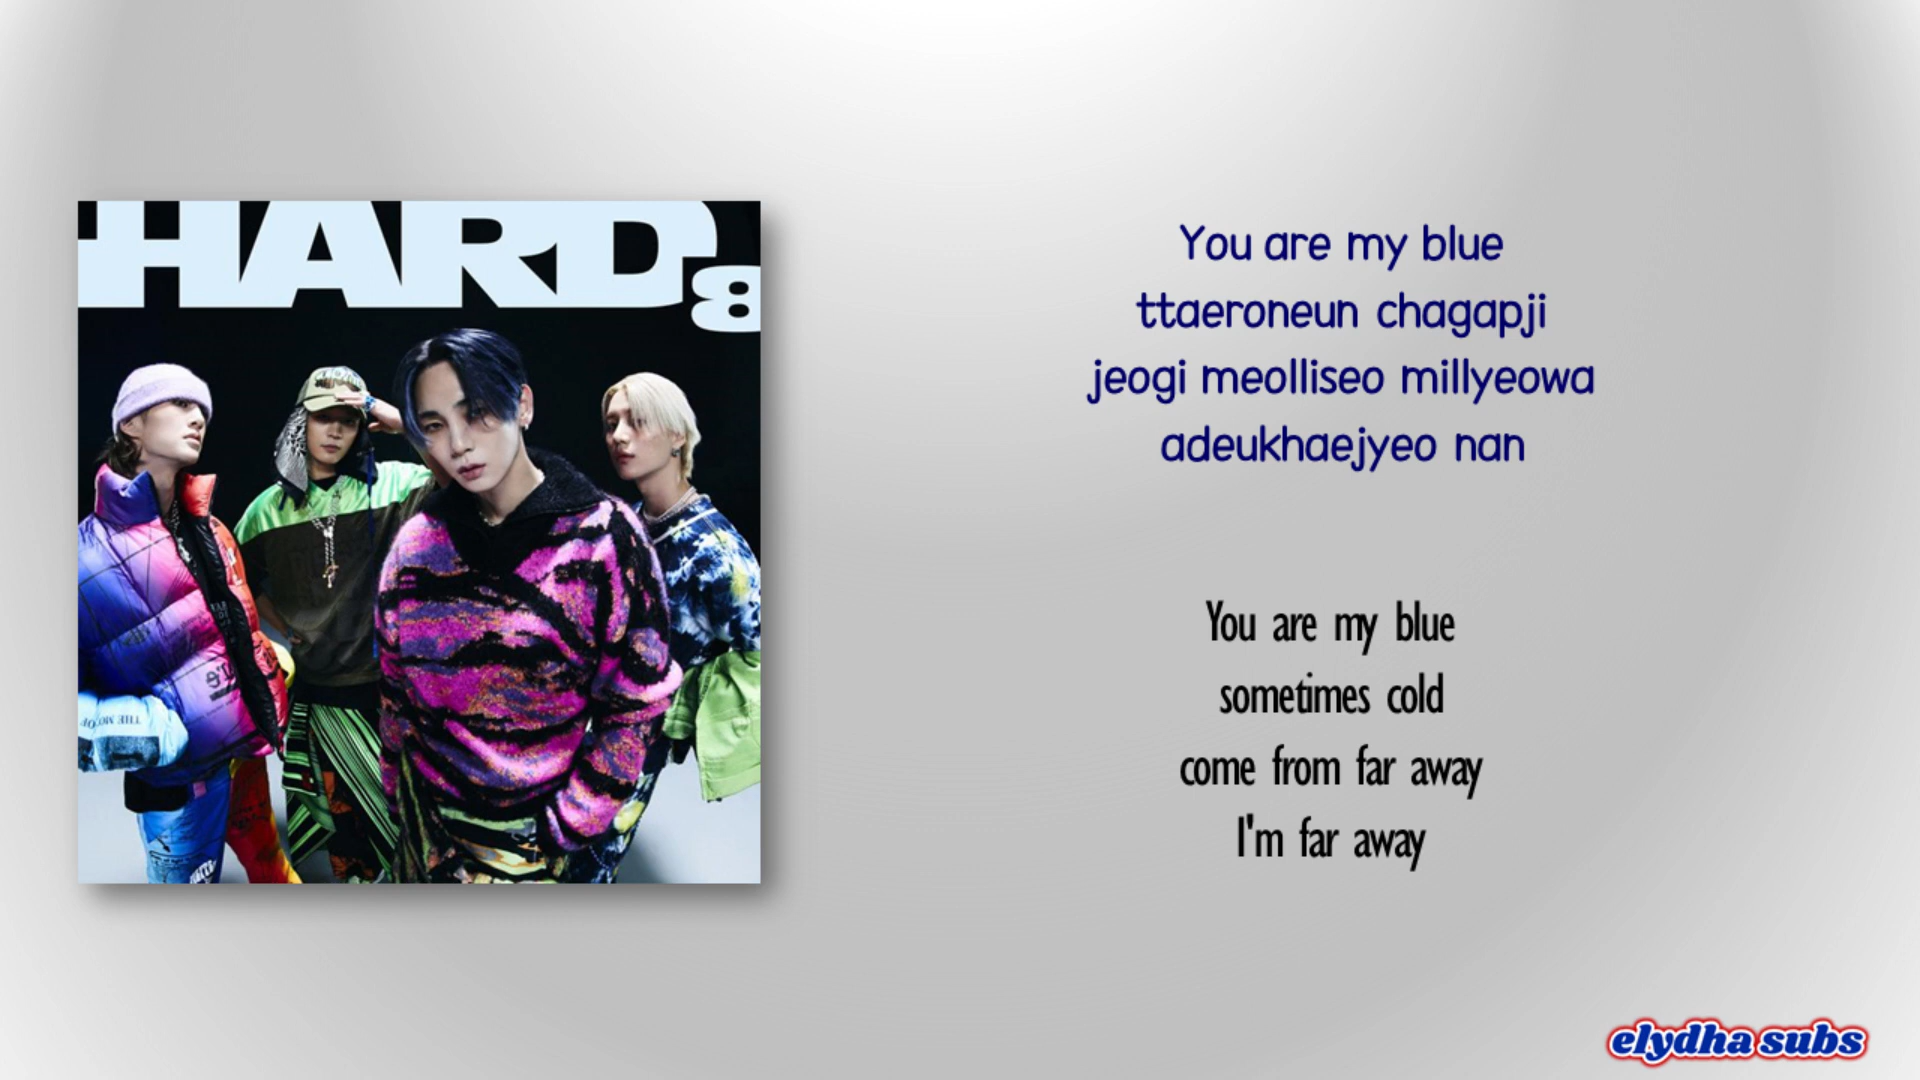 HARD
8
You are my blue
ttaeroneun chagapji
jeogi meolliseo millyeowa
adeukhaejyeo nan
You are my blue
sometimes cold
come from far away
I'm far away
elydha subs